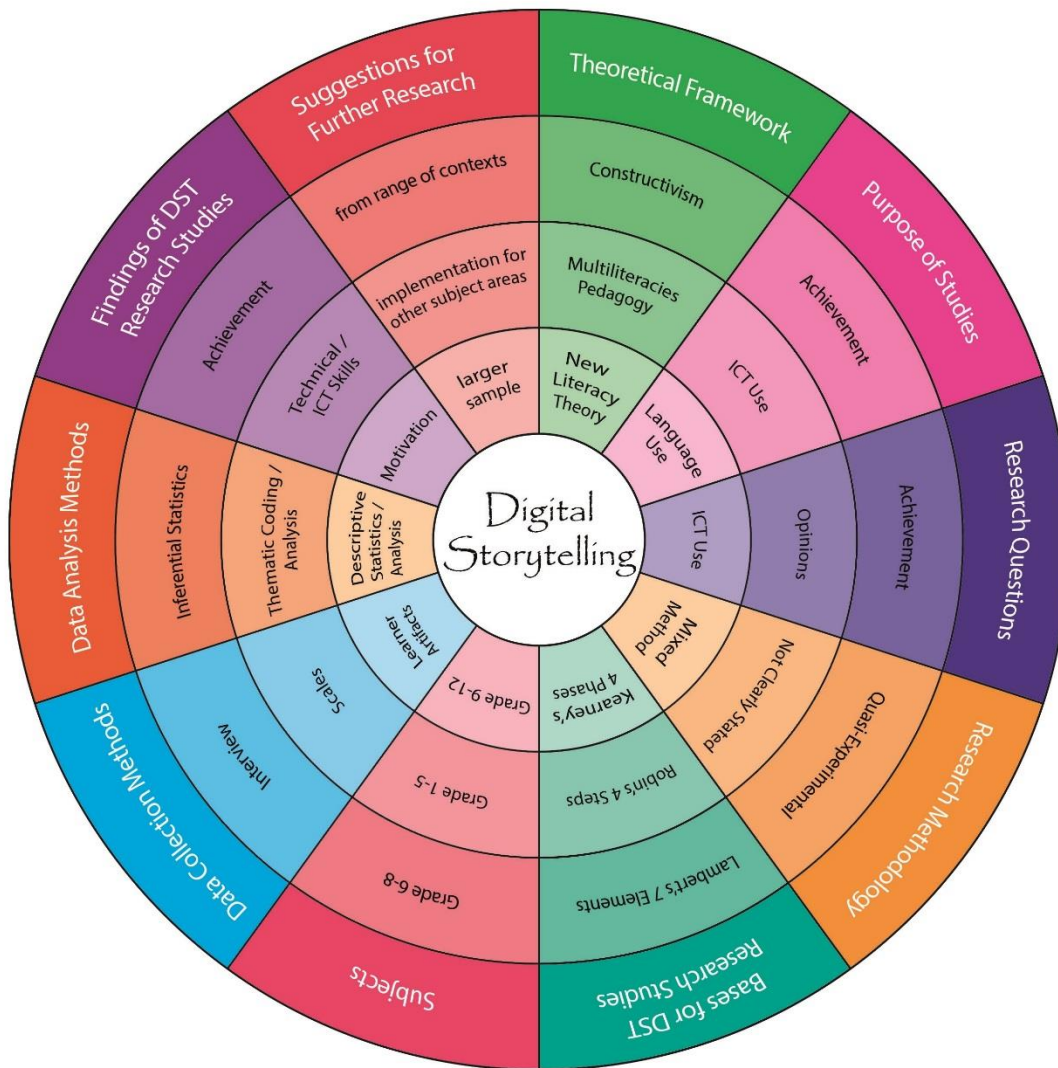 Digital
Storytelling
Theoretical Framework
Constructivism
Multiliteracies
Pedagogy
New
Literacy
Theory
Purpose of Studies
Achievement
ICT Use
Language
Use
Research Questions
Achievement
Opinions
ICT Use
Research Methodology
Quasi-Experimental
Not Clearly Stated
Mixed
Method
Bases for DST
Research Studies
Lambert's 7 Elements
Robin's 4 Steps
Kearney's
4 Phases
Subjects
Grade 6-8
Grade 1-5
Grade 9-12
Data Collection Methods
Interview
Scales
Learner
Artifacts
Data Analysis Methods
Inferential Statistics
Thematic Coding /
Analysis
Descriptive
Statistics /
Analysis
Findings of DST
Research Studies
Achievement
Technical /
ICT Skills
Motivation
Suggestions for
Further Research
from range of contexts
implementation for
other subject areas
larger
sample